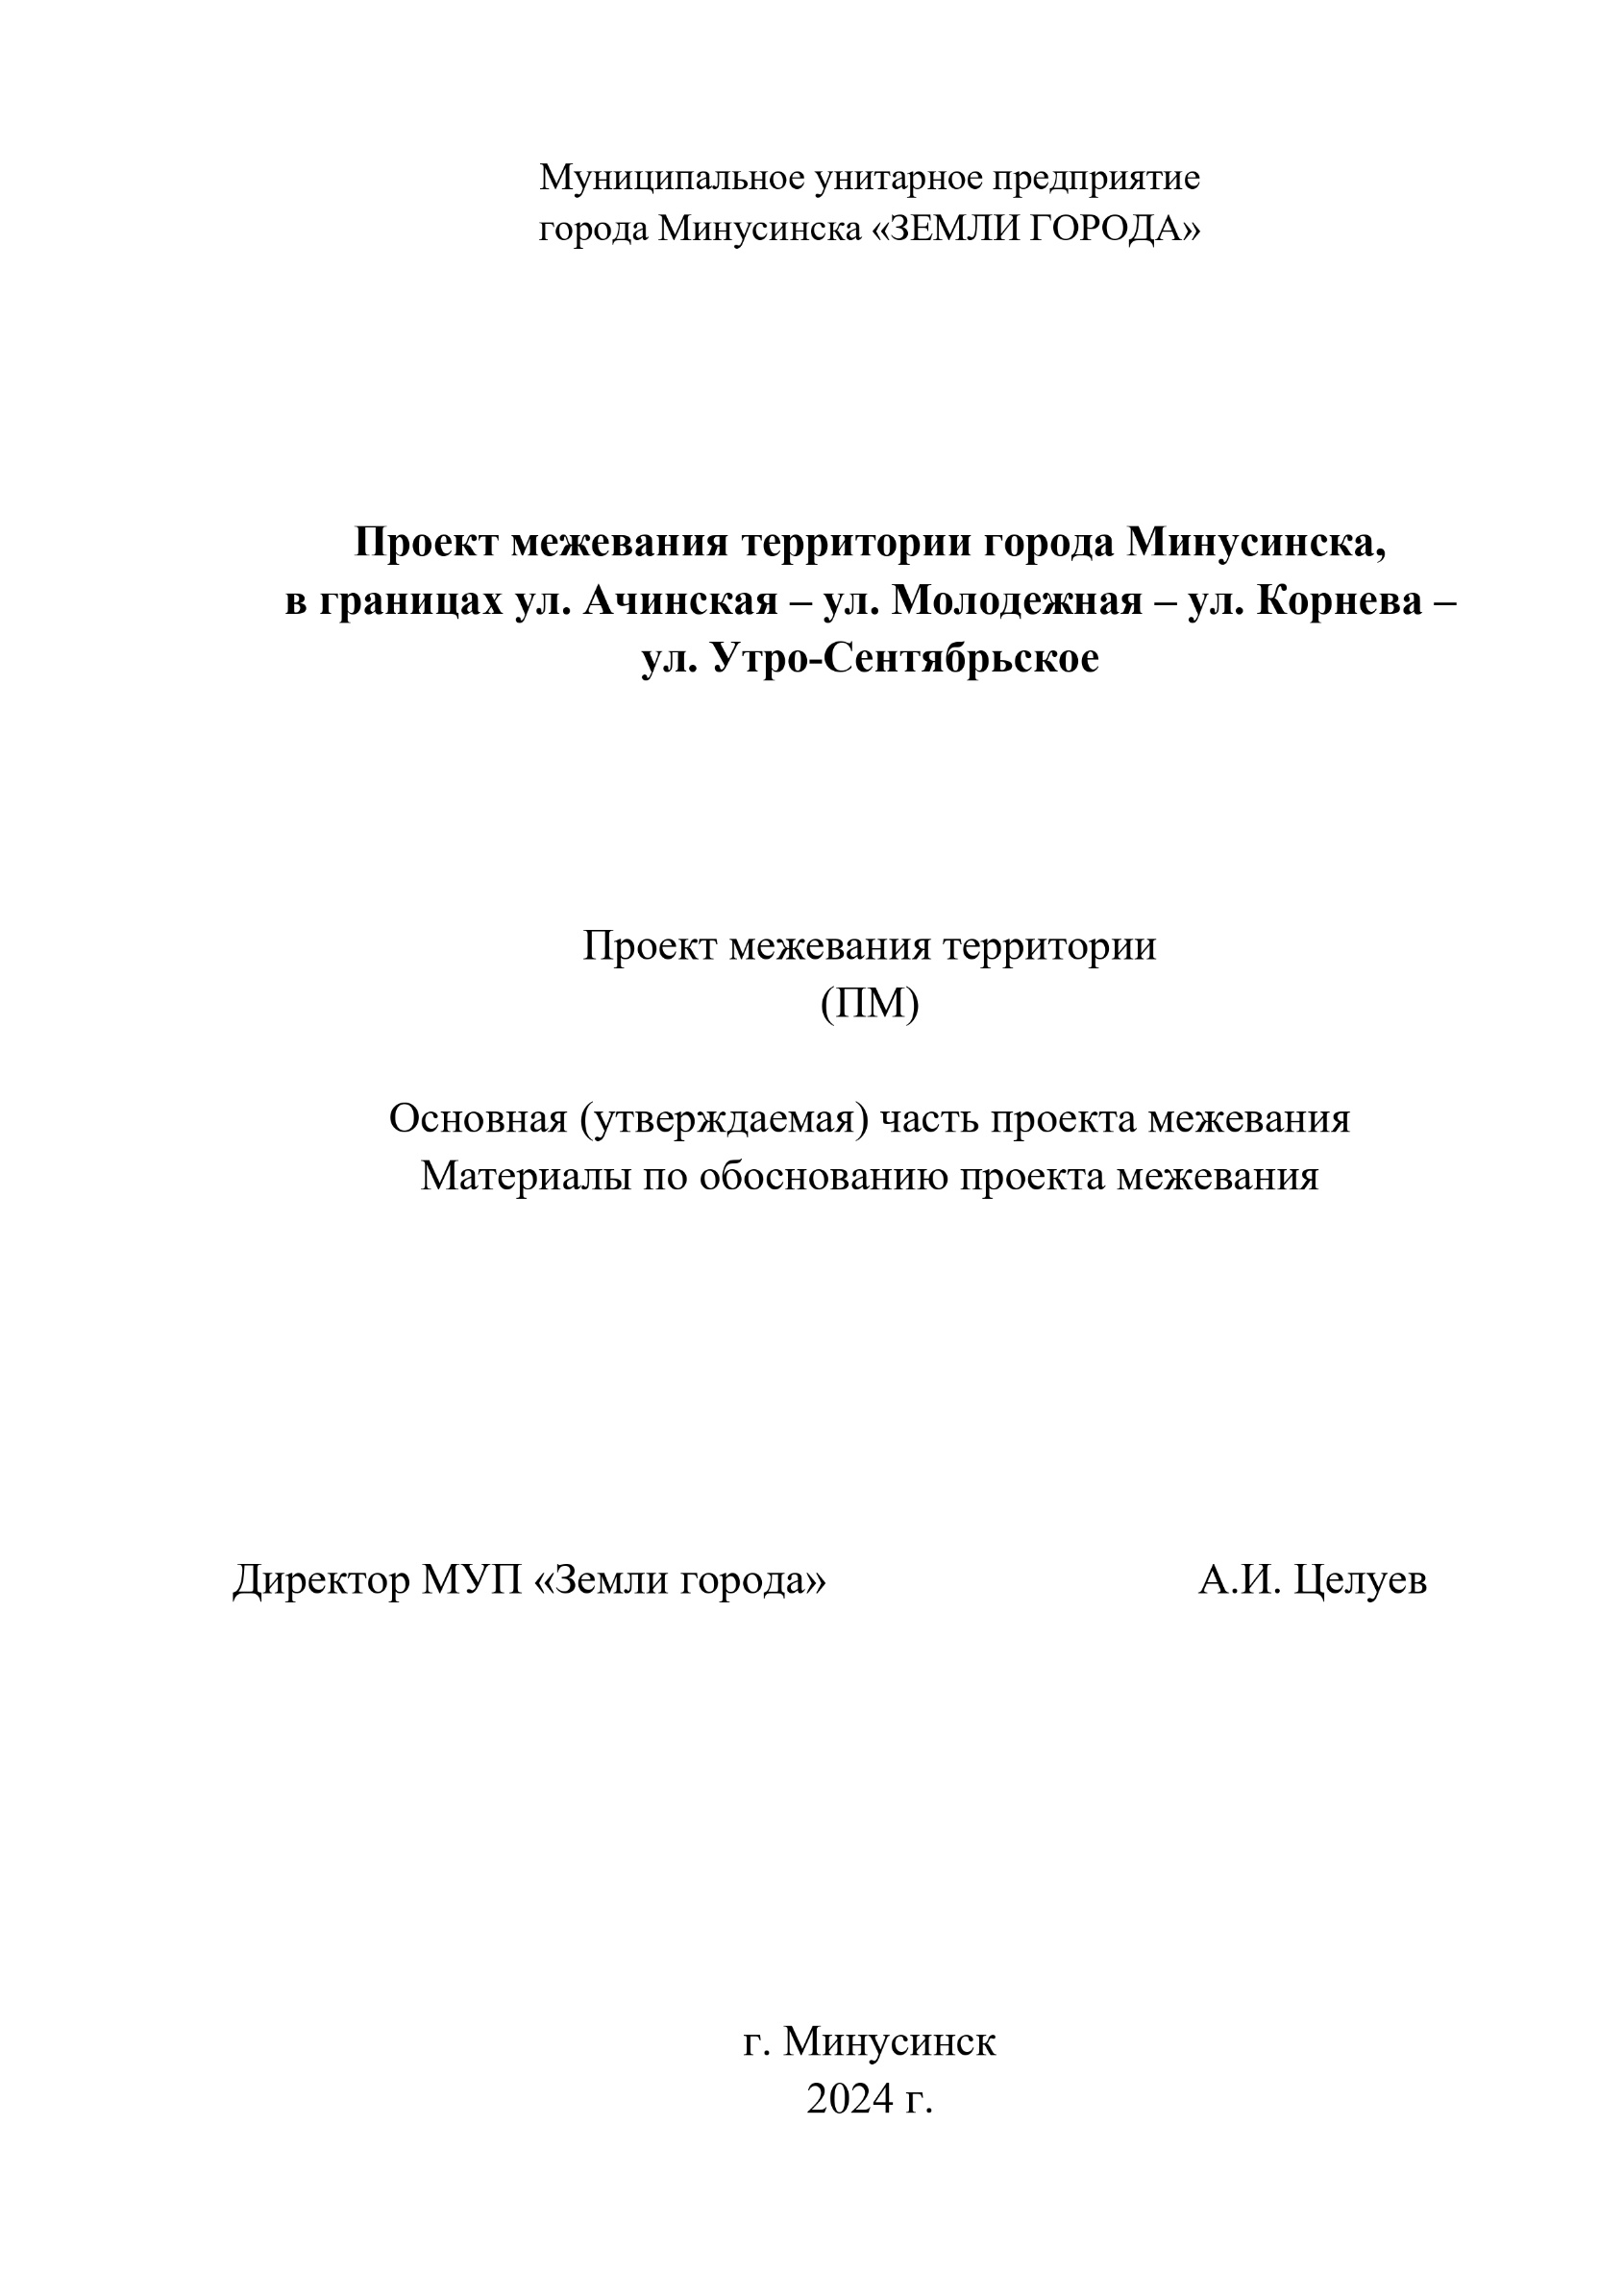 Муниципальное унитарное предприятие
города Минусинска «ЗЕМЛИ ГОРОДА»
Проект межевания территории города Минусинска,
в границах ул. Ачинская – ул. Молодежная – ул. Корнева –
ул. Утро-Сентябрьское
Проект межевания территории
(ПМ)
Основная (утверждаемая) часть проекта межевания
Материалы по обоснованию проекта межевания
Директор МУП «Земли города» А.И. Целуев
г. Минусинск
2024 г.